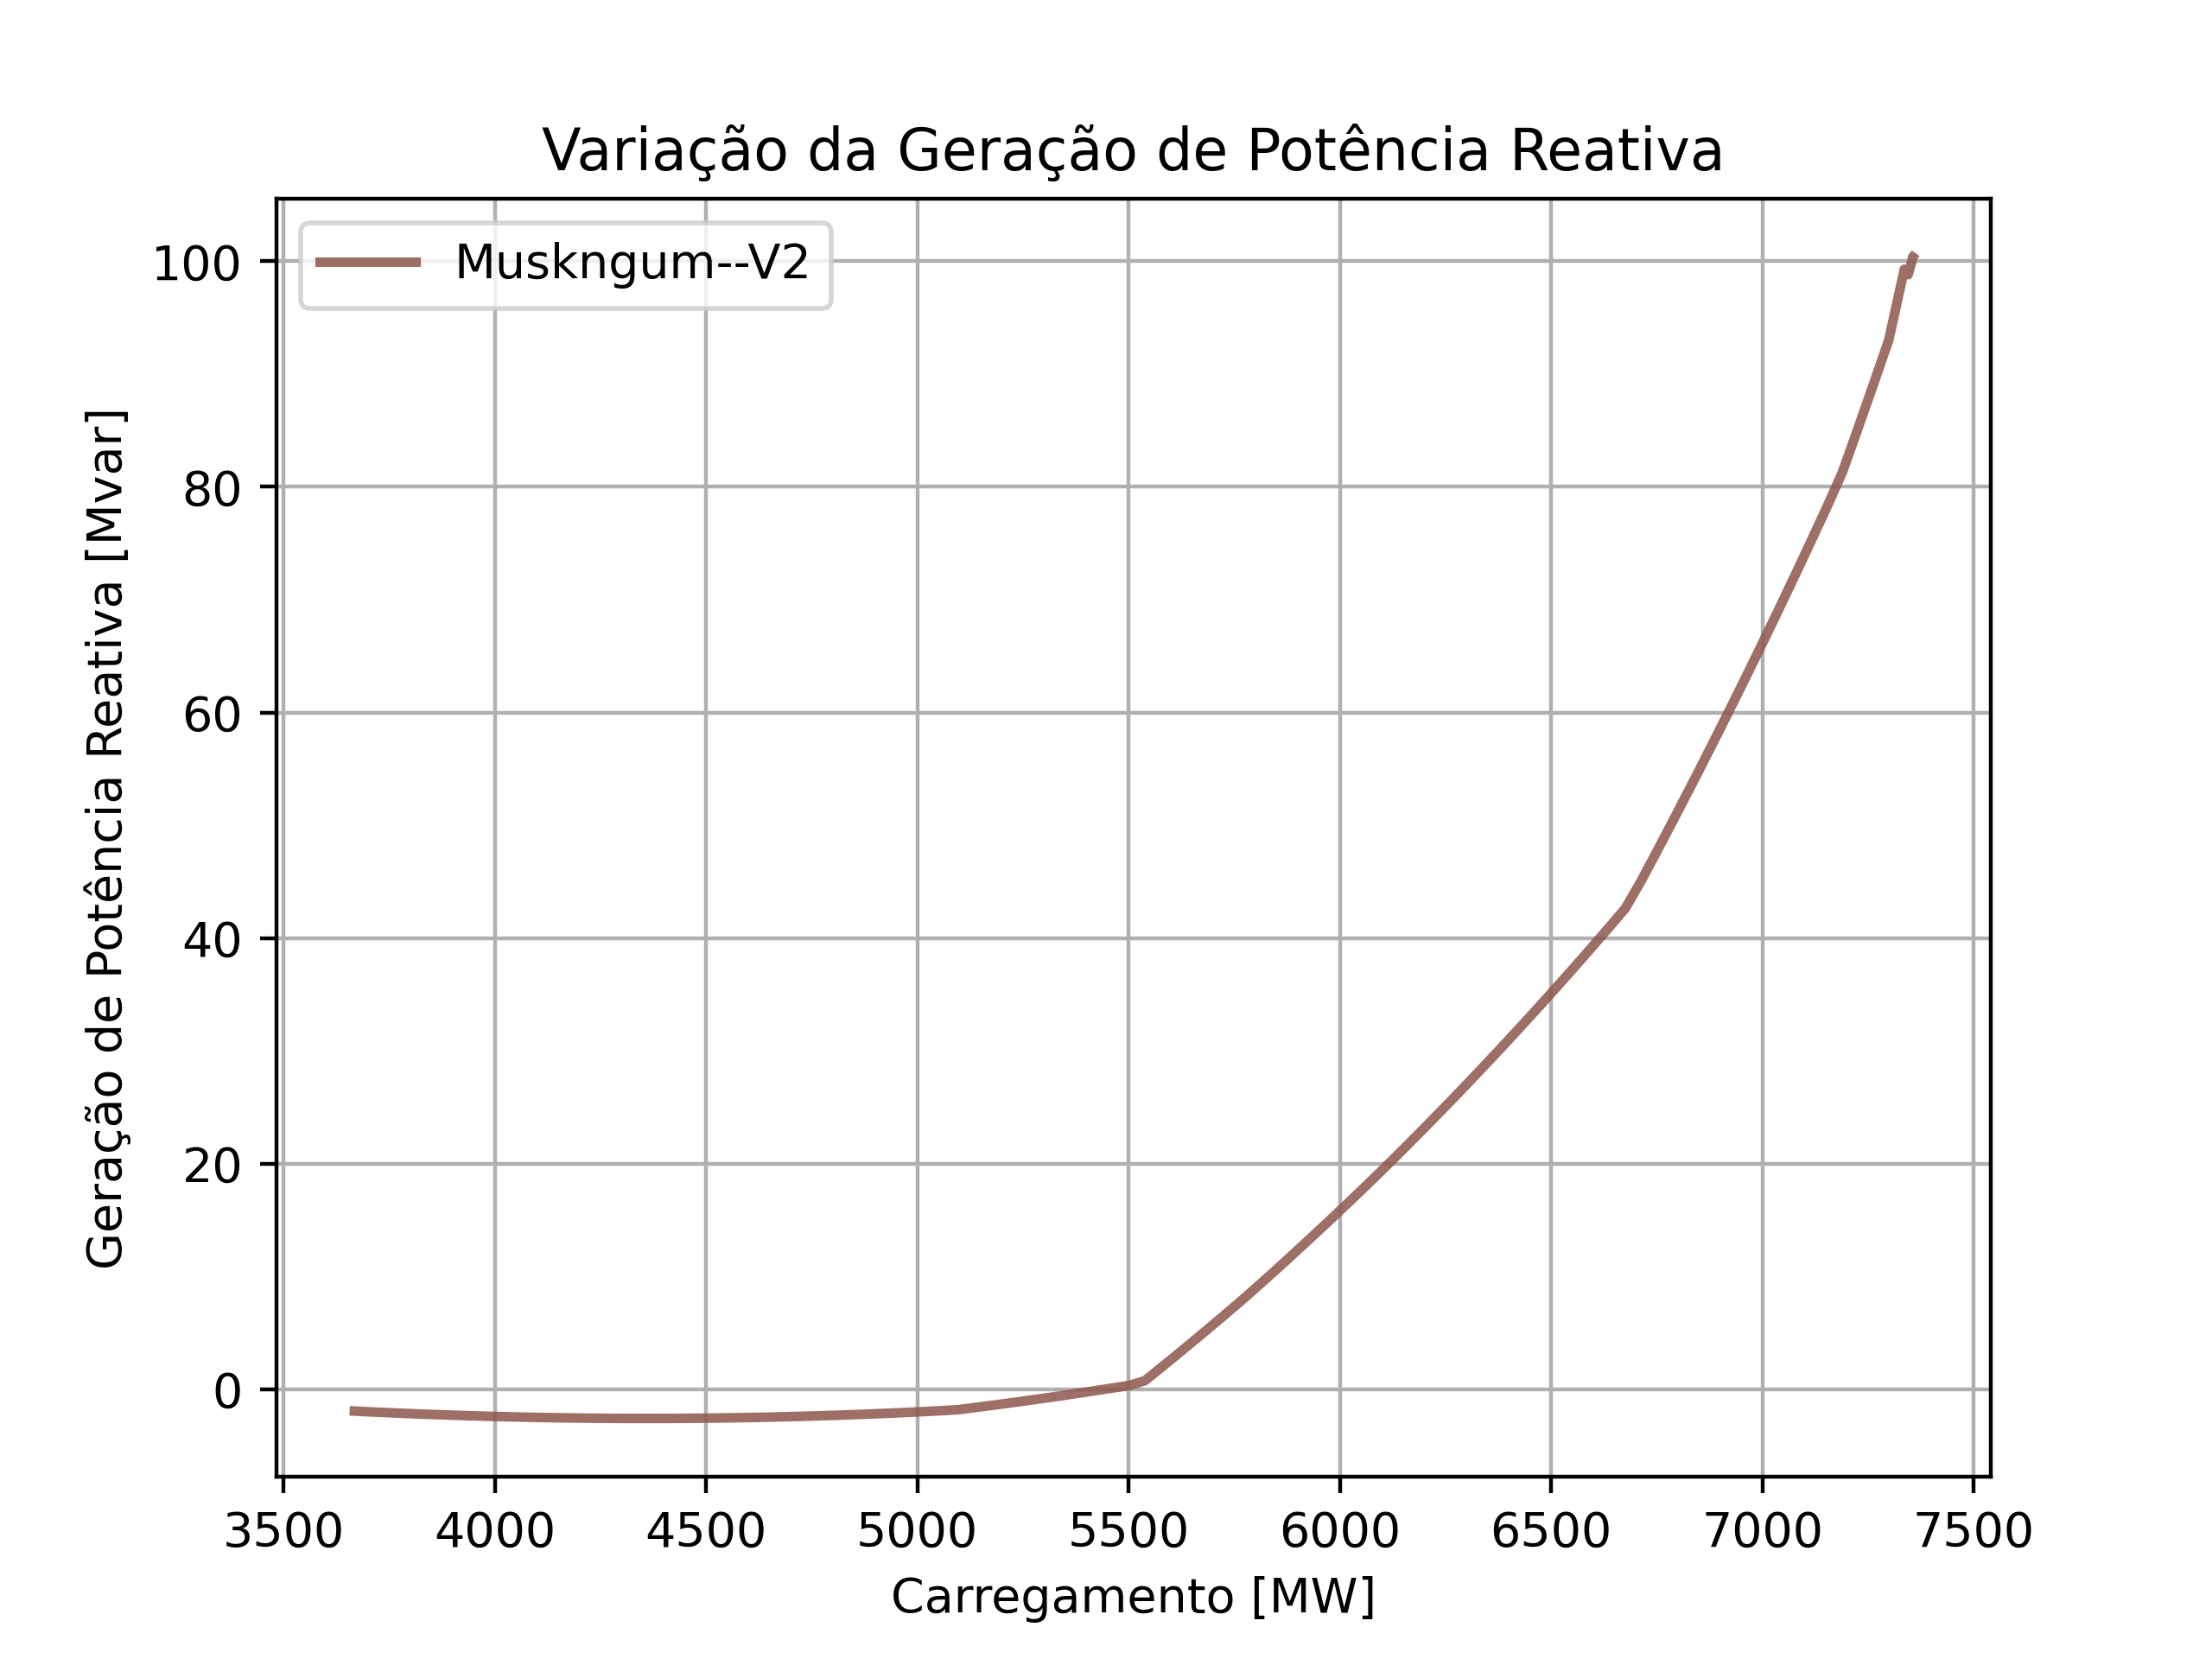 Variação da Geração de Potência Reativa
Muskngum--V2
Geração de Potência Reativa [Mvar]
100
80
60
40
20
0
3500 4000 4500 5000 5500 6000 6500 7000 7500
Carregamento [MW]